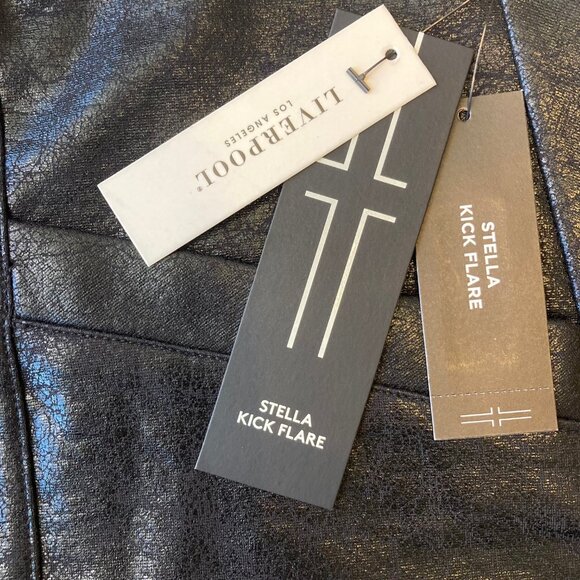 LIVERPOOL®
LOS ANGELES
STELLA
KICK FLARE
STELLA
KICK FLARE